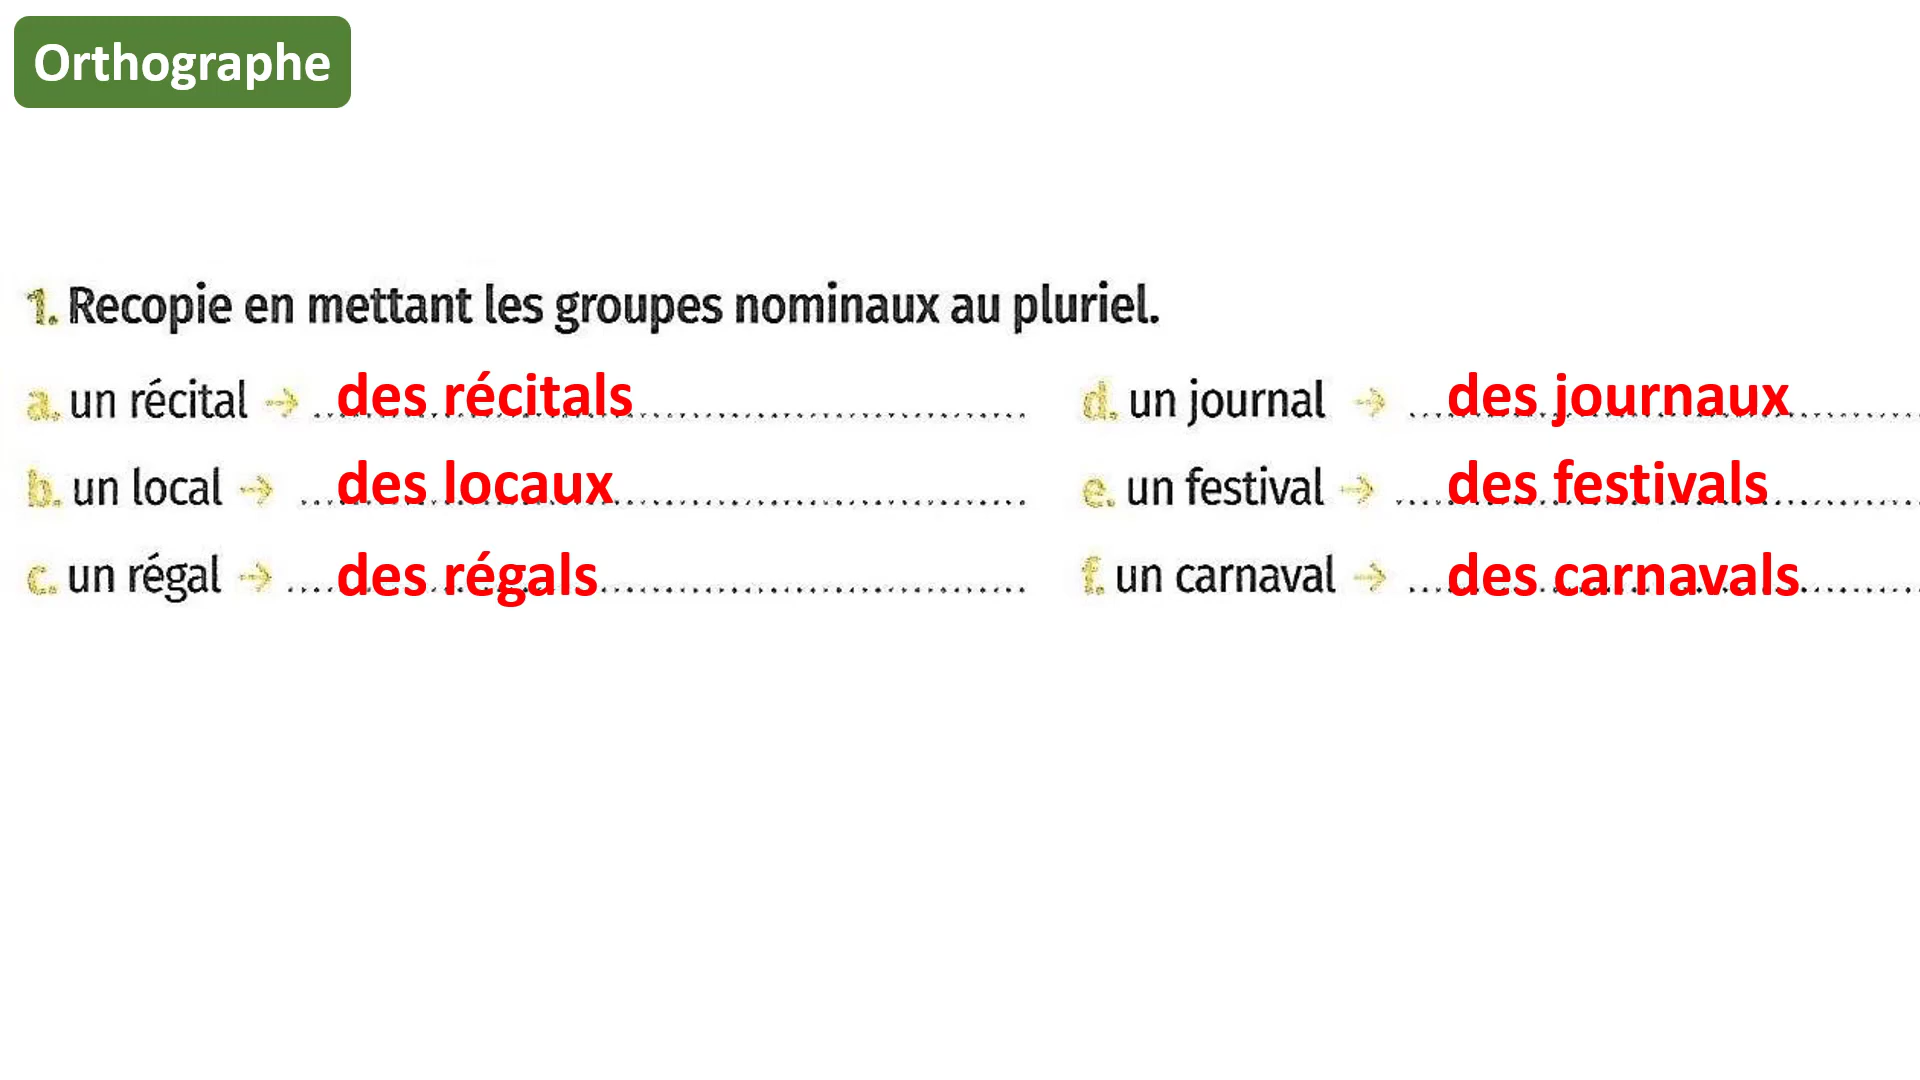 Orthographe
1. Recopie en mettant les groupes nominaux au pluriel.
a. un récital → des récitals
d. un journal → des journaux
b. un local → des locaux
e. un festival → des festivals
c. un régal → des régals
f. un carnaval → des carnavals